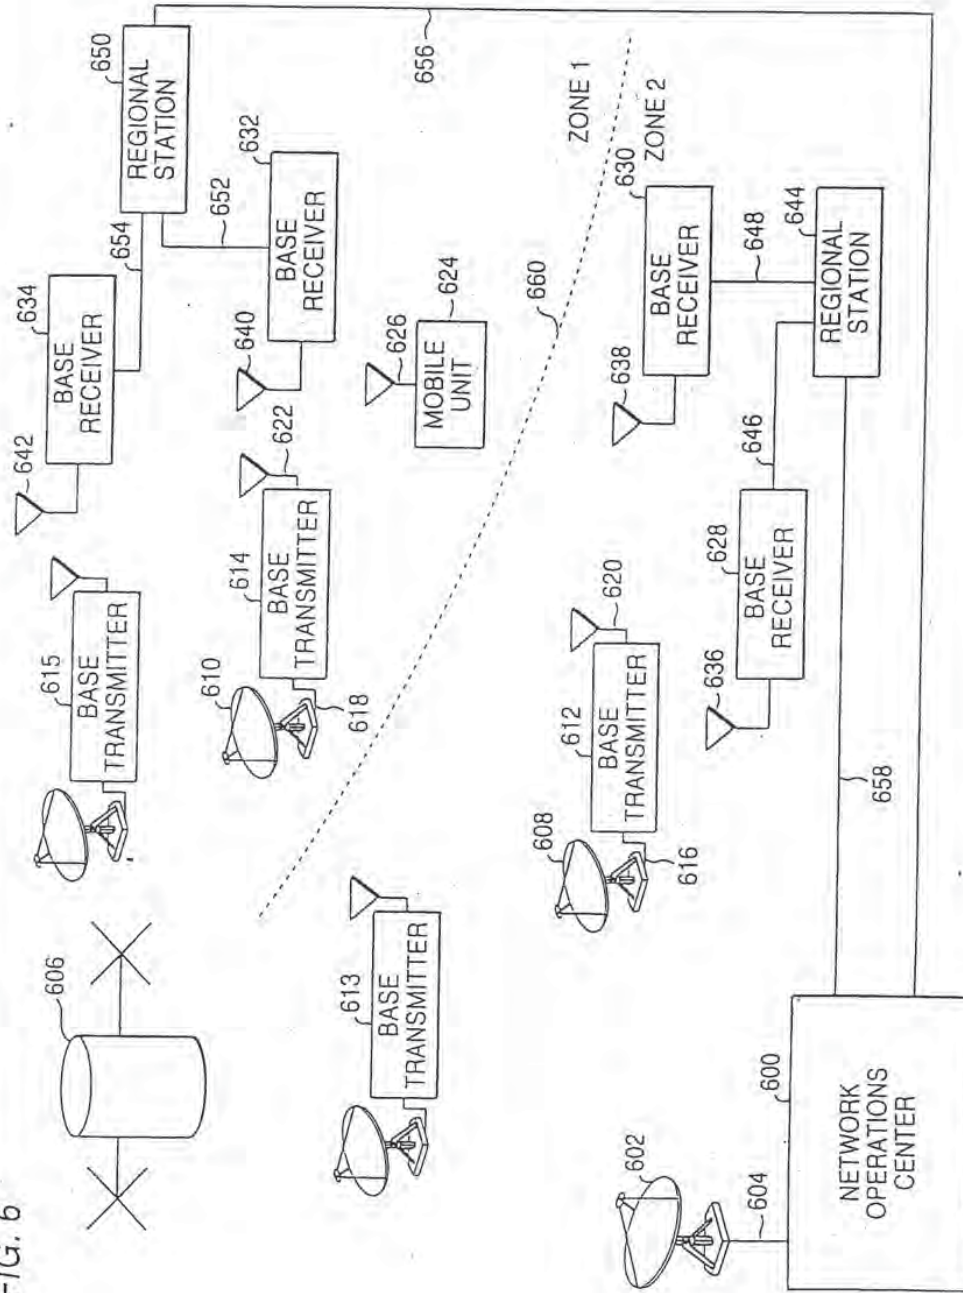 FIG. 6
606
615
BASE
TRANSMITTER
642
634
BASE
RECEIVER
654
650
REGIONAL
STATION
652
632
BASE
RECEIVER
640
610
618
614
BASE
TRANSMITTER
622
626
624
MOBILE
UNIT
656
613
BASE
TRANSMITTER
660
ZONE 1
ZONE 2
608
616
612
BASE
TRANSMITTER
620
636
628
BASE
RECEIVER
646
638
630
BASE
RECEIVER
648
644
REGIONAL
STATION
658
602
604
600
NETWORK
OPERATIONS
CENTER